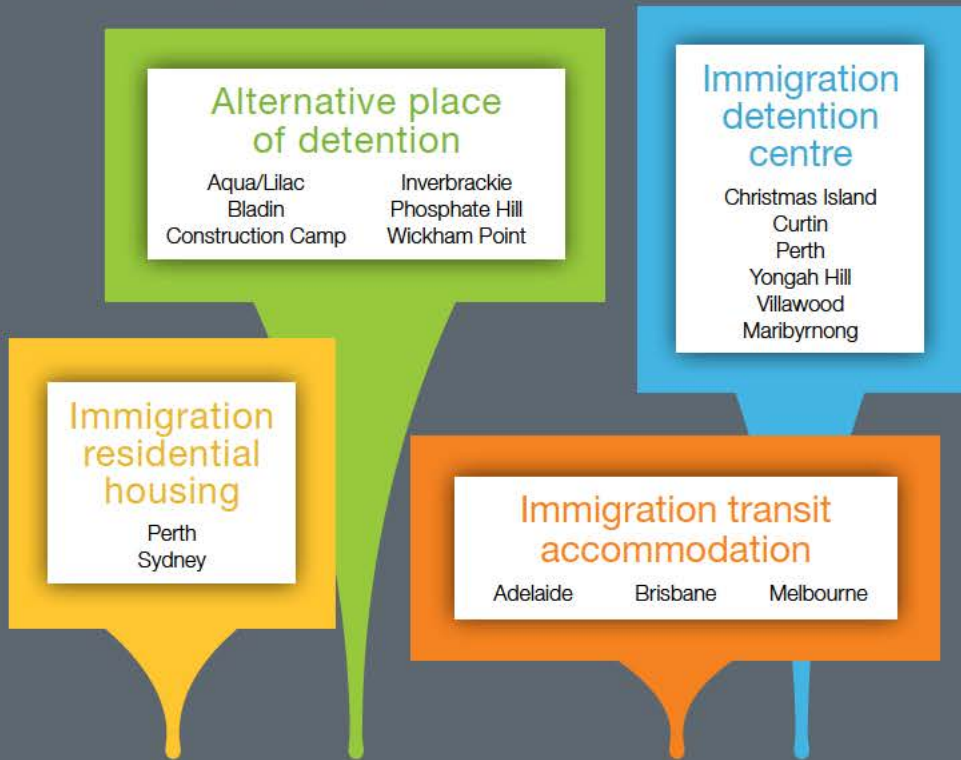 Alternative place
of detention
Aqua/Lilac
Bladin
Construction Camp
Inverbrackie
Phosphate Hill
Wickham Point
Immigration
detention
centre
Christmas Island
Curtin
Perth
Yongah Hill
Villawood
Maribyrnong
Immigration
residential
housing
Perth
Sydney
Immigration transit
accommodation
Adelaide
Brisbane
Melbourne